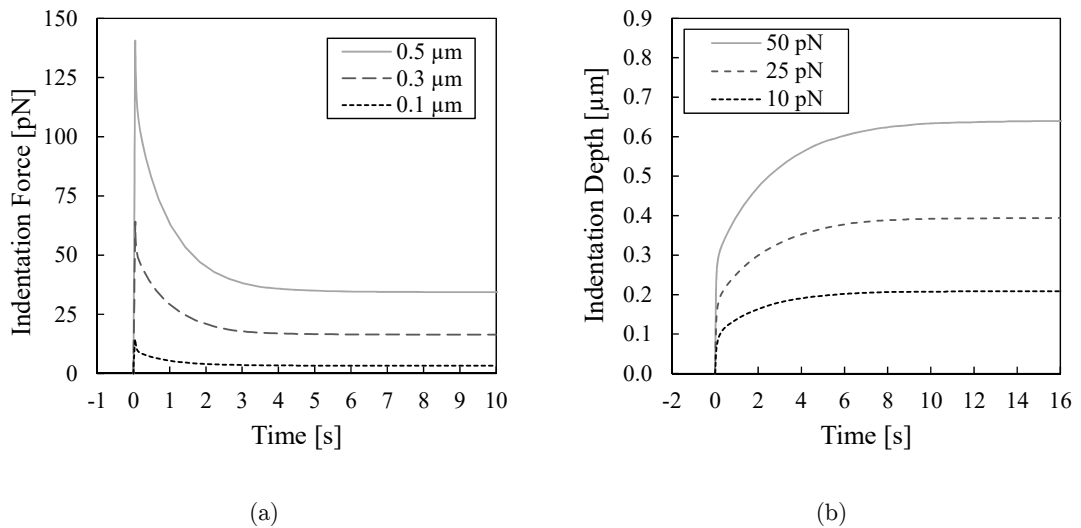 150
125
100
75
50
25
0
Indentation Force [pN]
0.5 µm
0.3 µm
0.1 µm
-1 0 1 2 3 4 5 6 7 8 9 10
Time [s]
(a)
0.9
0.8
0.7
0.6
0.5
0.4
0.3
0.2
0.1
0.0
Indentation Depth [µm]
50 pN
25 pN
10 pN
-2 0 2 4 6 8 10 12 14 16
Time [s]
(b)